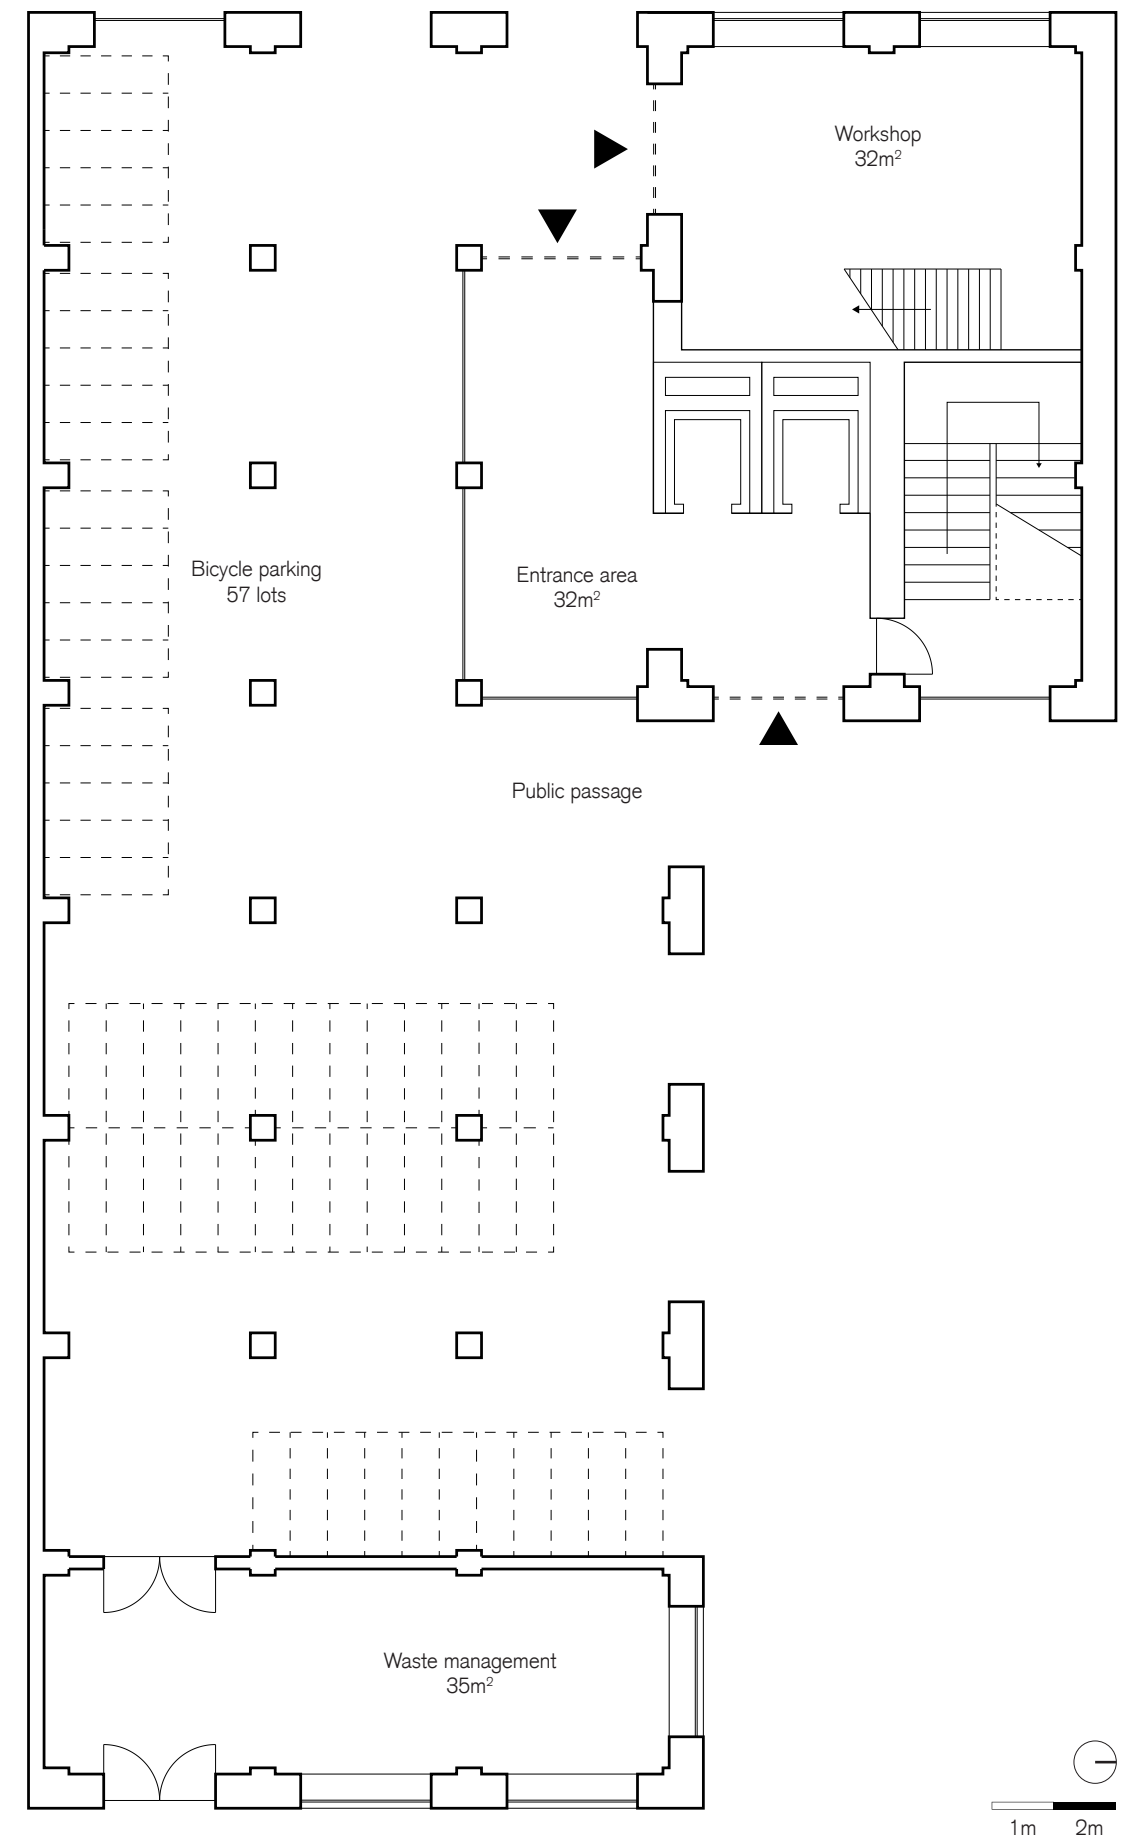 Workshop
32m²
Bicycle parking
57 lots
Entrance area
32m²
Public passage
Waste management
35m²
1m 2m